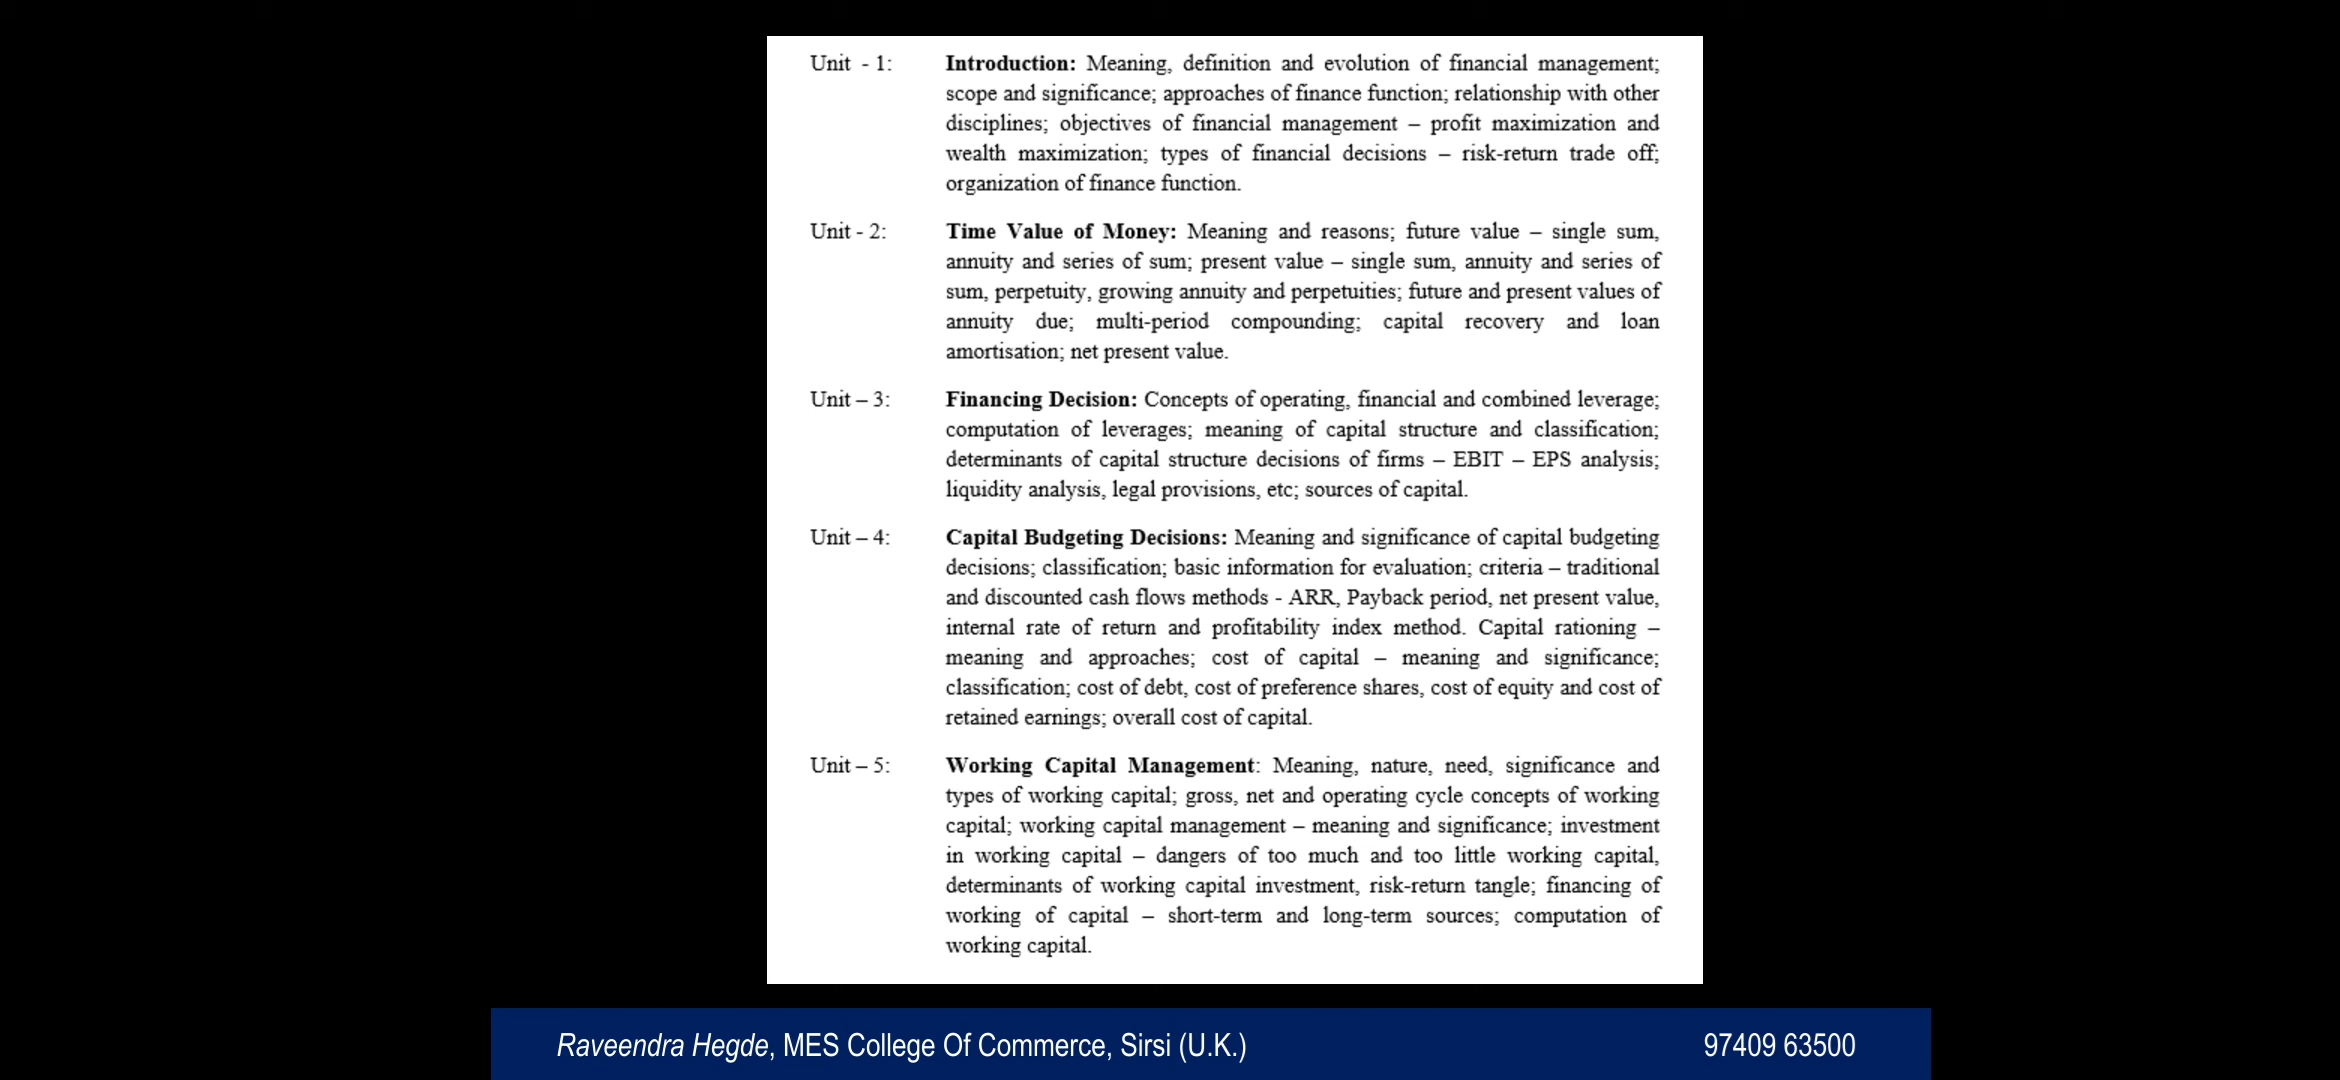 Unit - 1: Introduction: Meaning, definition and evolution of financial management;
scope and significance; approaches of finance function; relationship with other
disciplines; objectives of financial management – profit maximization and
wealth maximization; types of financial decisions – risk-return trade off;
organization of finance function.
Unit - 2: Time Value of Money: Meaning and reasons; future value – single sum,
annuity and series of sum; present value – single sum, annuity and series of
sum, perpetuity, growing annuity and perpetuities; future and present values of
annuity due; multi-period compounding; capital recovery and loan
amortisation; net present value.
Unit – 3: Financing Decision: Concepts of operating, financial and combined leverage;
computation of leverages; meaning of capital structure and classification;
determinants of capital structure decisions of firms – EBIT – EPS analysis;
liquidity analysis, legal provisions, etc; sources of capital.
Unit – 4: Capital Budgeting Decisions: Meaning and significance of capital budgeting
decisions; classification; basic information for evaluation; criteria – traditional
and discounted cash flows methods - ARR, Payback period, net present value,
internal rate of return and profitability index method. Capital rationing –
meaning and approaches; cost of capital – meaning and significance;
classification; cost of debt, cost of preference shares, cost of equity and cost of
retained earnings; overall cost of capital.
Unit – 5: Working Capital Management: Meaning, nature, need, significance and
types of working capital; gross, net and operating cycle concepts of working
capital; working capital management – meaning and significance; investment
in working capital – dangers of too much and too little working capital,
determinants of working capital investment, risk-return tangle; financing of
working of capital – short-term and long-term sources; computation of
working capital.
Raveendra Hegde, MES College Of Commerce, Sirsi (U.K.) 97409 63500